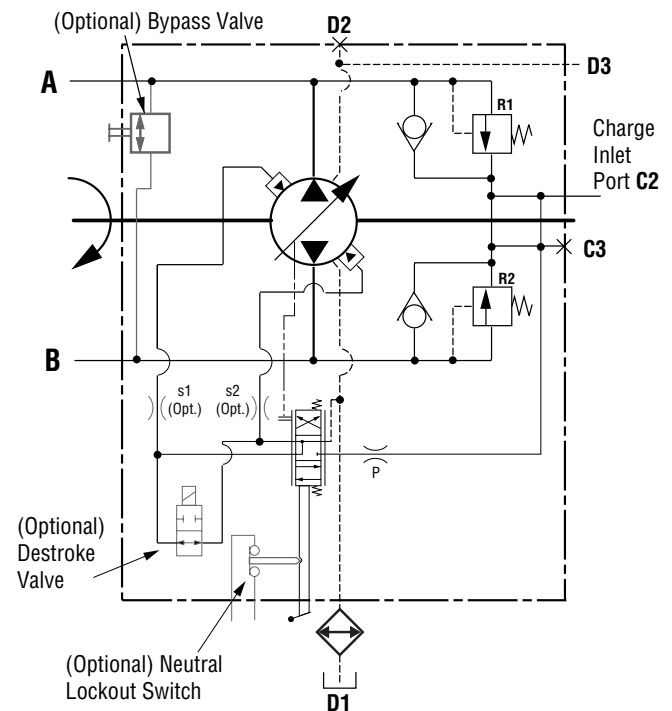 (Optional) Bypass Valve
D2
D3
A
R1
Charge
Inlet
Port C2
C3
R2
B
s1
(Opt.)
s2
(Opt.)
P
(Optional)
Destroke
Valve
(Optional) Neutral
Lockout Switch
D1